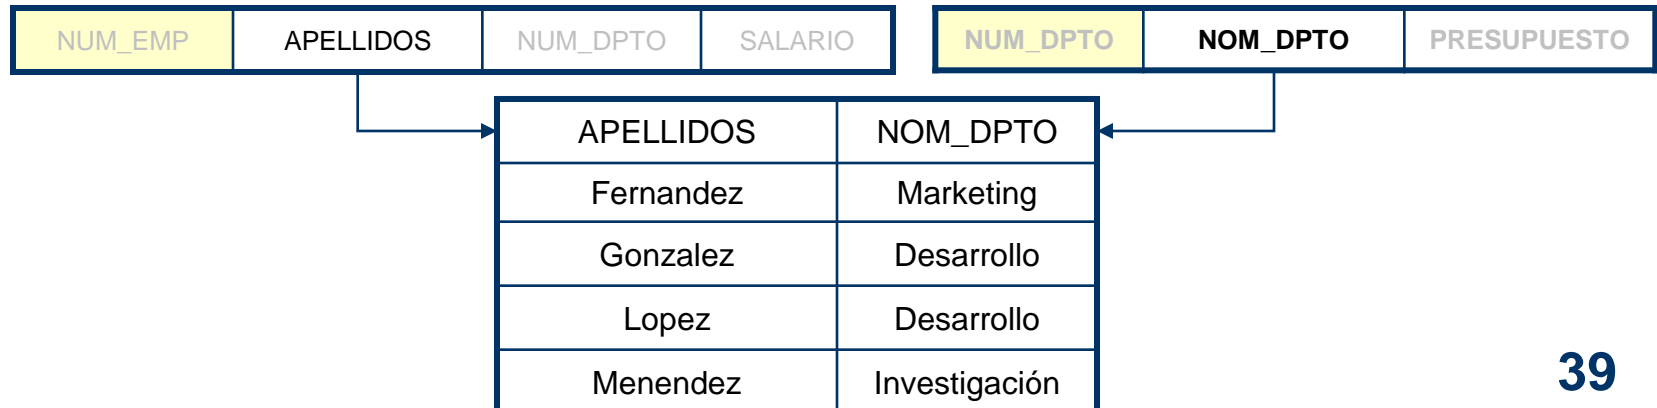 NUM_EMP APELLIDOS NUM_DPTO SALARIO NUM_DPTO NOM_DPTO PRESUPUESTO
APELLIDOS NOM_DPTO
Fernandez Marketing
Gonzalez Desarrollo
Lopez Desarrollo
Menendez Investigación
39